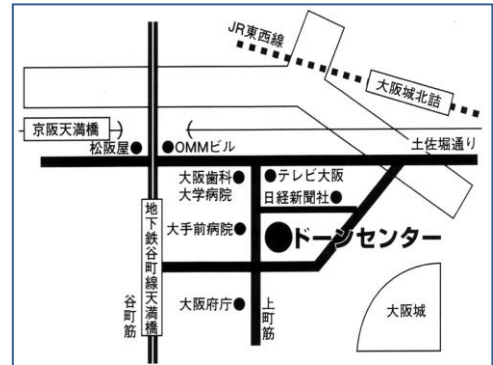 JR東西線
大阪城北詰
京阪天満橋
松阪屋
OMMビル
土佐堀通り
大阪歯科
大学病院
テレビ大阪
日経新聞社
地下鉄谷町線天満橋
大手前病院
ドーンセンター
谷町筋
大阪府庁
上町筋
大阪城